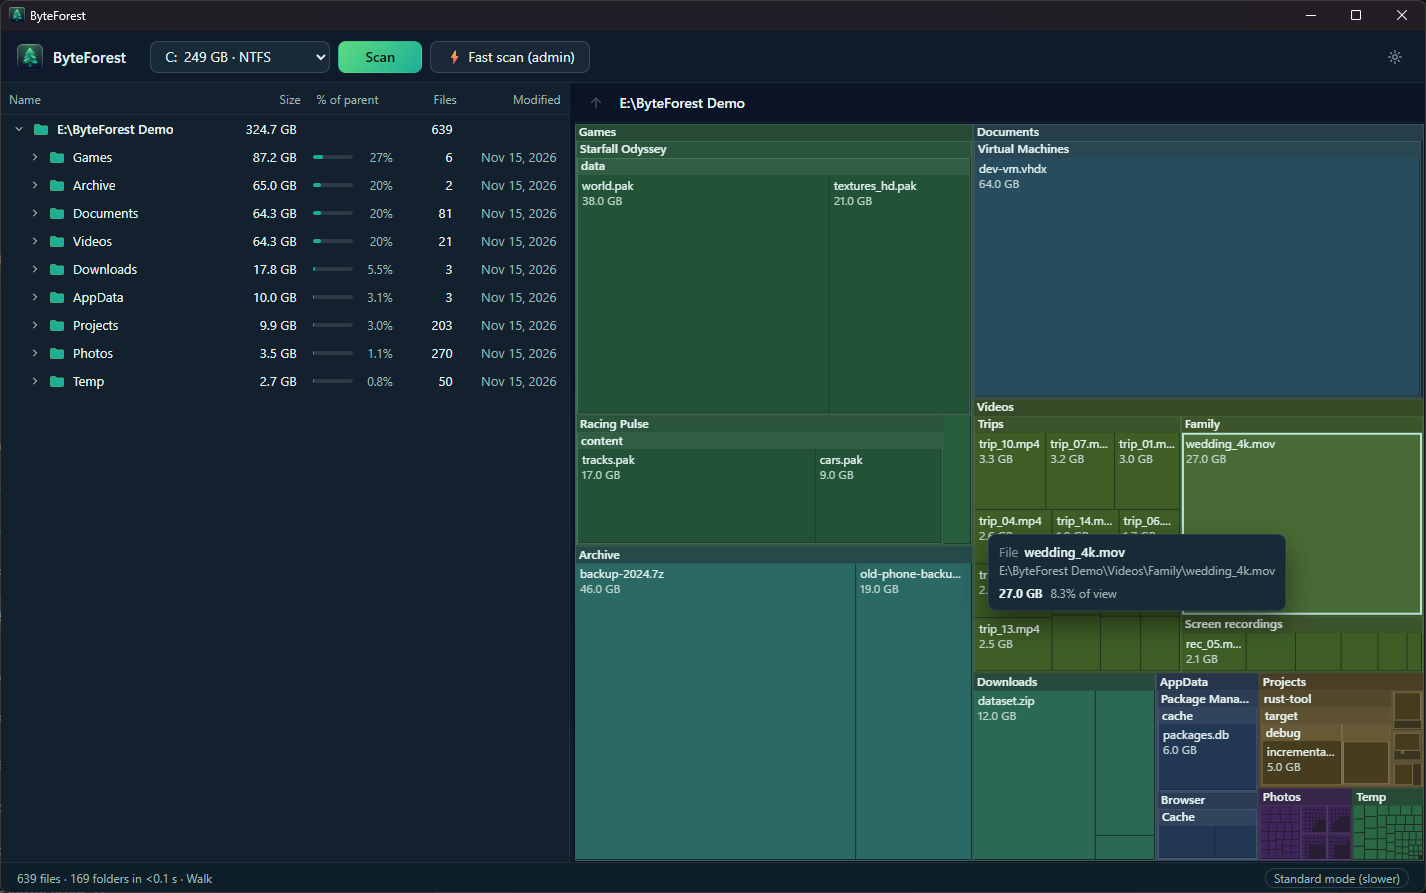 ByteForest
ByteForest
C: 249 GB · NTFS
Scan
Fast scan (admin)
Name Size % of parent Files Modified
E:\ByteForest Demo 324.7 GB 639
Games 87.2 GB 27% 6 Nov 15, 2026
Archive 65.0 GB 20% 2 Nov 15, 2026
Documents 64.3 GB 20% 81 Nov 15, 2026
Videos 64.3 GB 20% 21 Nov 15, 2026
Downloads 17.8 GB 5.5% 3 Nov 15, 2026
AppData 10.0 GB 3.1% 3 Nov 15, 2026
Projects 9.9 GB 3.0% 203 Nov 15, 2026
Photos 3.5 GB 1.1% 270 Nov 15, 2026
Temp 2.7 GB 0.8% 50 Nov 15, 2026
E:\ByteForest Demo
Games
Starfall Odyssey
data
world.pak
38.0 GB
textures_hd.pak
21.0 GB
Racing Pulse
content
tracks.pak
17.0 GB
cars.pak
9.0 GB
Archive
backup-2024.7z
46.0 GB
old-phone-backu...
19.0 GB
Documents
Virtual Machines
dev-vm.vhdx
64.0 GB
Videos
Trips
trip_10.mp4
3.3 GB
trip_07.m...
3.2 GB
trip_01.m...
3.0 GB
trip_04.mp4
trip_14.m...
trip_06....
trip_13.mp4
2.5 GB
Family
wedding_4k.mov
27.0 GB
File wedding_4k.mov
E:\ByteForest Demo\Videos\Family\wedding_4k.mov
27.0 GB 8.3% of view
Screen recordings
rec_05.m...
2.1 GB
Downloads
dataset.zip
12.0 GB
AppData
Package Mana...
cache
packages.db
6.0 GB
Browser
Cache
Projects
rust-tool
target
debug
incrementa...
5.0 GB
Photos
Temp
639 files · 169 folders in <0.1 s · Walk
Standard mode (slower)